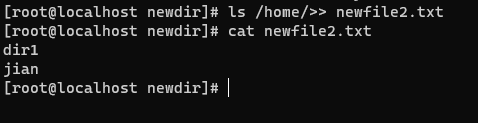 [root@localhost newdir]# ls /home/>> newfile2.txt
[root@localhost newdir]# cat newfile2.txt
dir1
jian
[root@localhost newdir]#